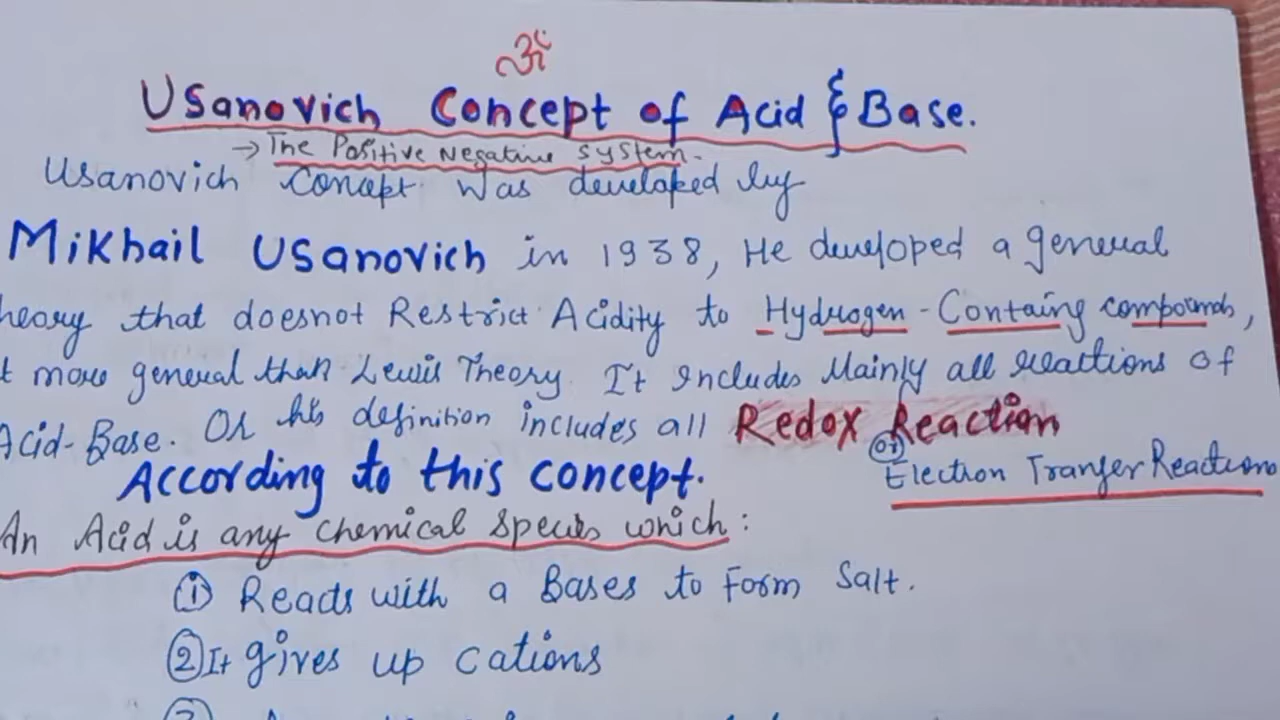 ॐ
Usanovich Concept of Acid & Base.
→ The Positive Negative system.
Usanovich concept was developed by
Mikhail Usanovich in 1938, He developed a general
heory that doesnot Restrict Acidity to Hydrogen-Containg compounds,
t more general than Lewis Theory. It Includes Mainly all reactions of
Acid-Base. Or his definition includes all Redox Reaction
(or)
Election Tranfer Reactions
According to this concept.
An Acid is any chemical species which:
① Reacts with a Bases to Form Salt.
② It gives up cations